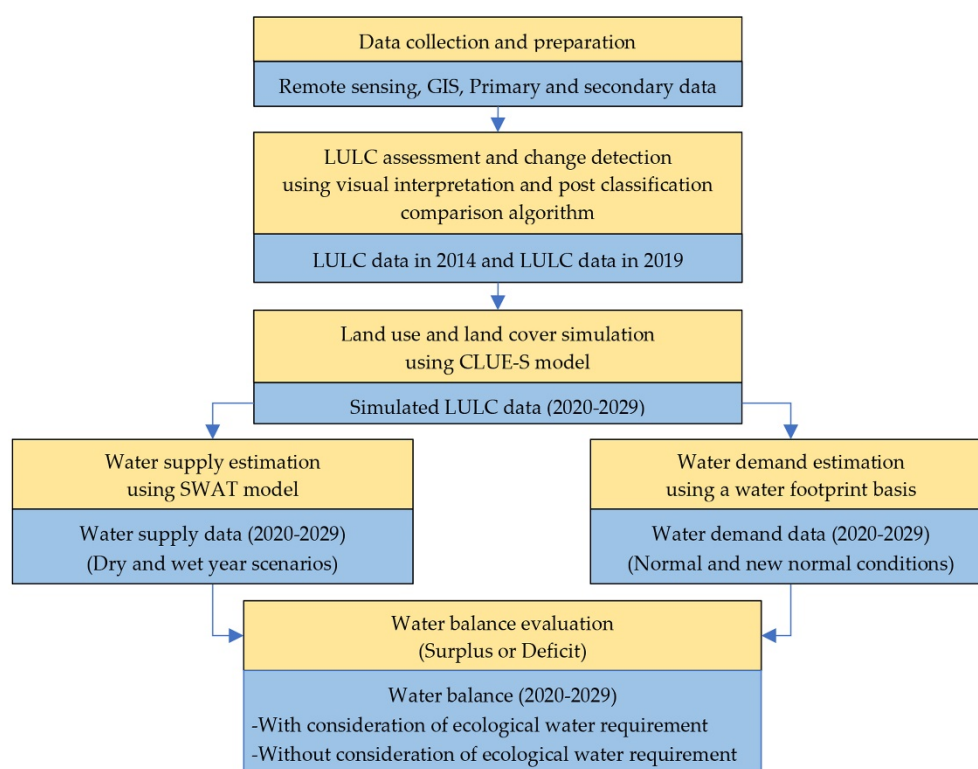 Data collection and preparation
Remote sensing, GIS, Primary and secondary data
LULC assessment and change detection
using visual interpretation and post classification
comparison algorithm
LULC data in 2014 and LULC data in 2019
Land use and land cover simulation
using CLUE-S model
Simulated LULC data (2020-2029)
Water supply estimation
using SWAT model
Water supply data (2020-2029)
(Dry and wet year scenarios)
Water demand estimation
using a water footprint basis
Water demand data (2020-2029)
(Normal and new normal conditions)
Water balance evaluation
(Surplus or Deficit)
Water balance (2020-2029)
-With consideration of ecological water requirement
-Without consideration of ecological water requirement